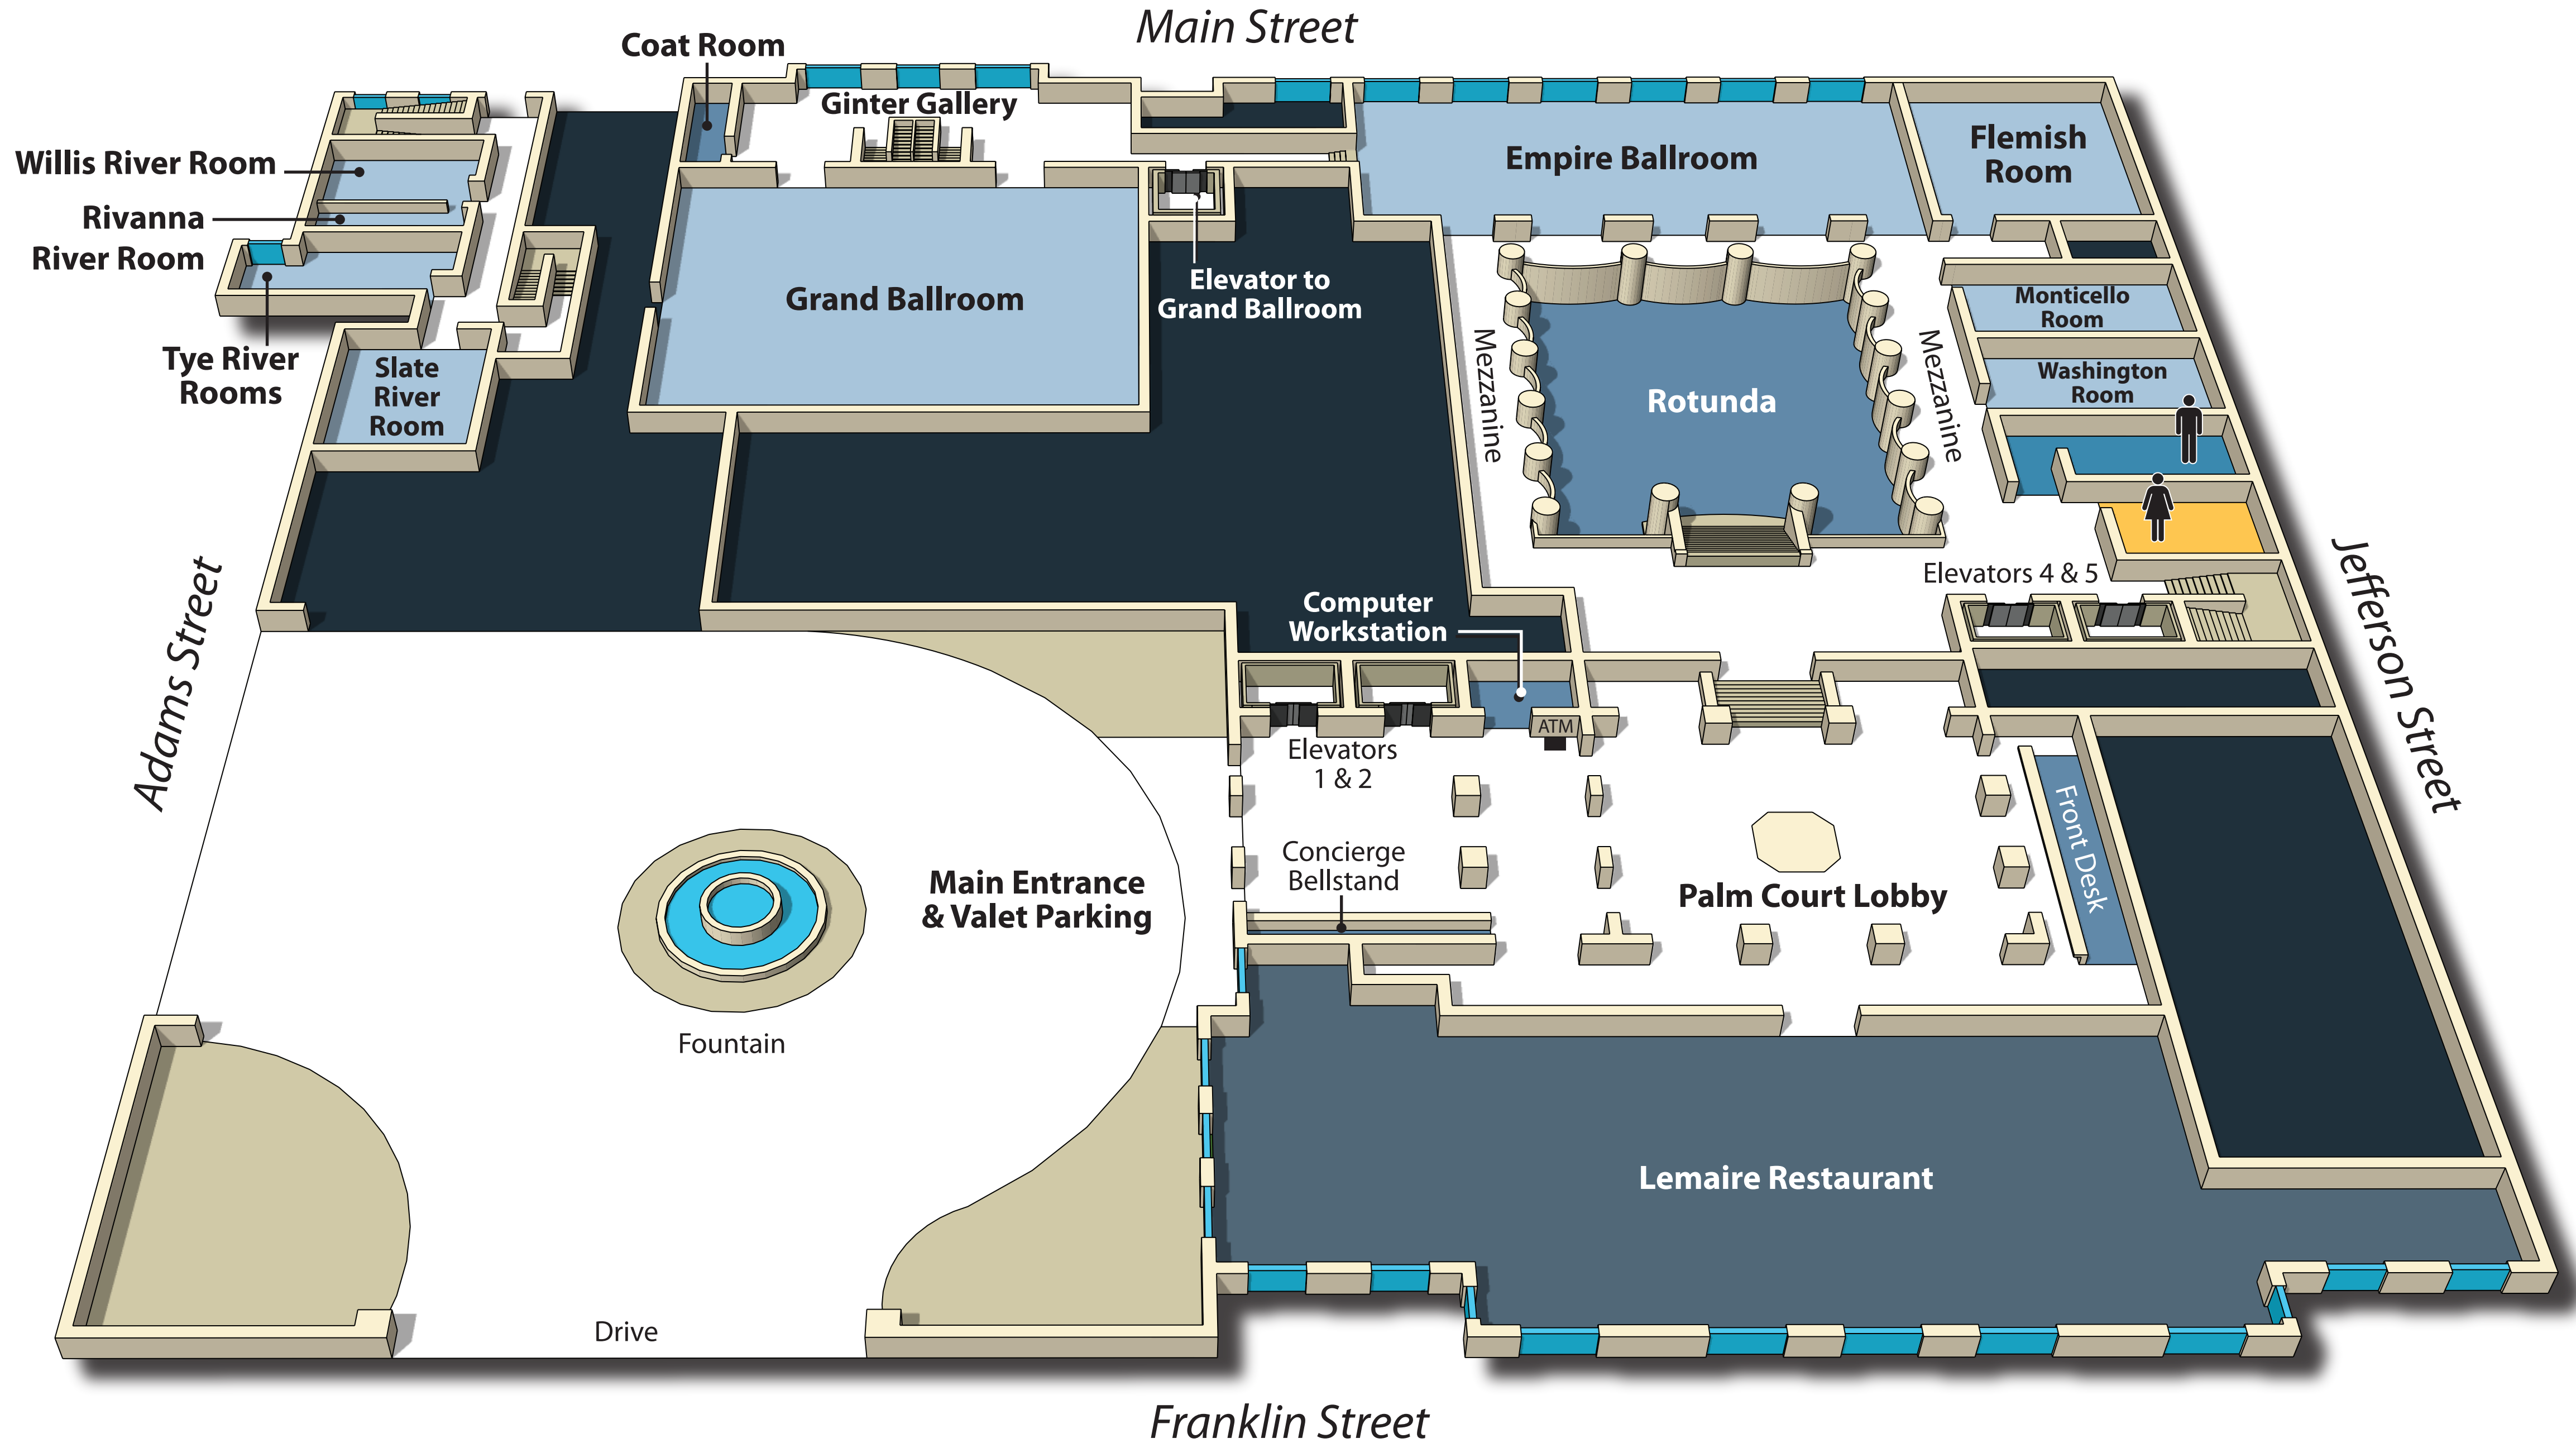 Main Street
Coat Room
Ginter Gallery
Willis River Room
Rivanna
River Room
Tye River
Rooms
Slate
River
Room
Grand Ballroom
Elevator to
Grand Ballroom
Empire Ballroom
Flemish
Room
Monticello
Room
Washington
Room
Mezzanine
Rotunda
Mezzanine
Elevators 4 & 5
Computer
Workstation
ATM
Elevators
1 & 2
Concierge
Bellstand
Palm Court Lobby
Front Desk
Adams Street
Jefferson Street
Main Entrance
& Valet Parking
Fountain
Lemaire Restaurant
Drive
Franklin Street